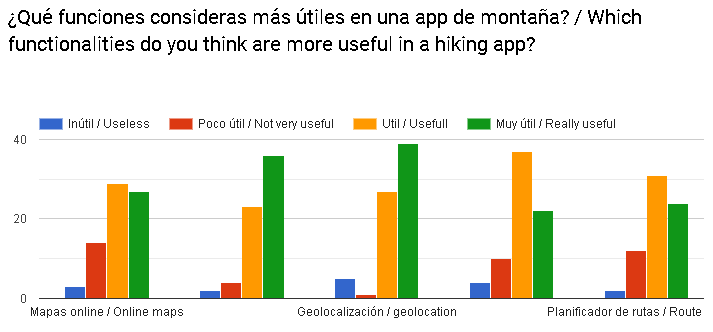 ¿Qué funciones consideras más útiles en una app de montaña? / Which
functionalities do you think are more useful in a hiking app?
Inútil / Useless Poco útil / Not very useful Util / Usefull Muy útil / Really useful
40
20
0
Mapas online / Online maps Geolocalización / geolocation Planificador de rutas / Route